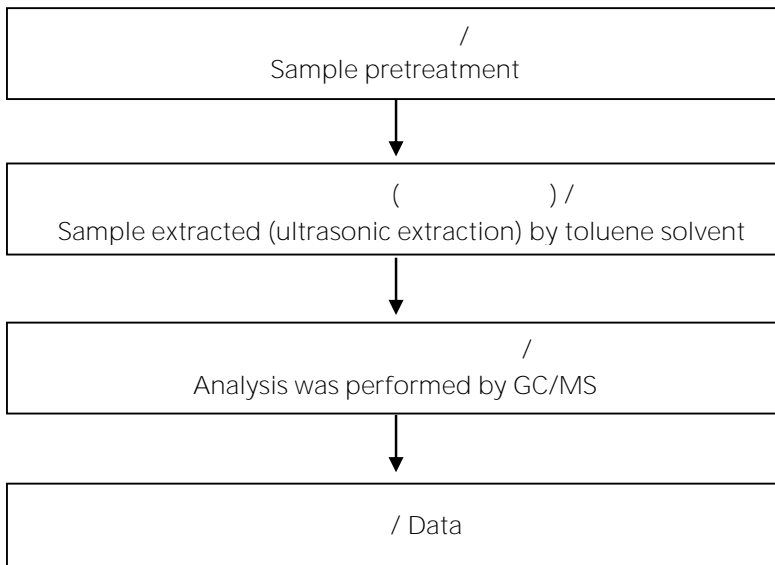 /
Sample pretreatment
( ) /
Sample extracted (ultrasonic extraction) by toluene solvent
/
Analysis was performed by GC/MS
/ Data